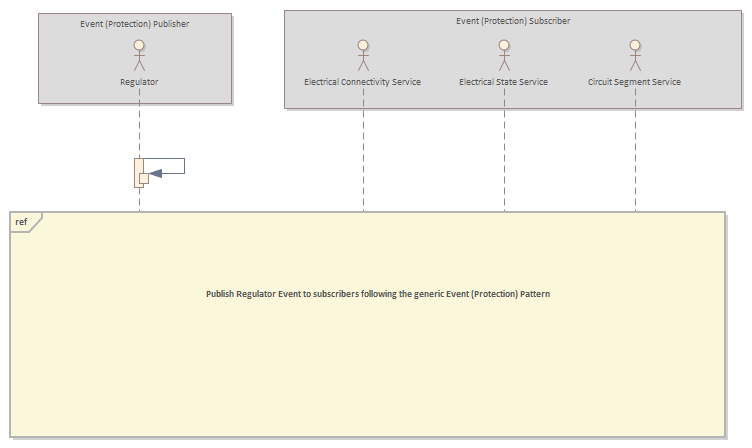 Event (Protection) Publisher
Event (Protection) Subscriber
Regulator
Electrical Connectivity Service
Electrical State Service
Circuit Segment Service
ref
Publish Regulator Event to subscribers following the generic Event (Protection) Pattern